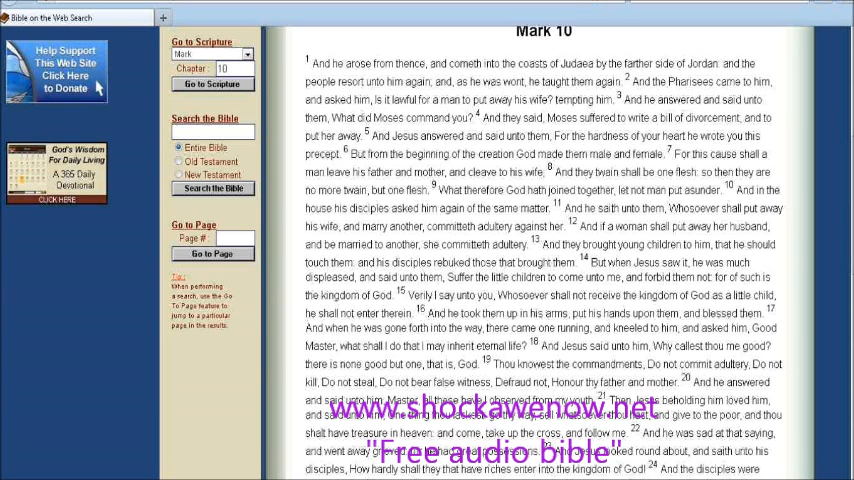 Bible on the Web Search
Help Support
This Web Site
Click Here
to Donate
God's Wisdom
For Daily Living
A 365 Daily
Devotional
CLICK HERE
Go to Scripture
Mark
Chapter : 10
Go to Scripture
Search the Bible
Entire Bible
Old Testament
New Testament
Search the Bible
Go to Page
Page #:
Go to Page
Tip:
When performing
a search, use the Go
To Page feature to
jump to a particular
page in the results.
Mark 10
1 And he arose from thence, and cometh into the coasts of Judaea by the farther side of Jordan: and the
people resort unto him again; and, as he was wont, he taught them again. 2 And the Pharisees came to him,
and asked him, Is it lawful for a man to put away his wife? tempting him. 3 And he answered and said unto
them, What did Moses command you? 4 And they said, Moses suffered to write a bill of divorcement, and to
put her away. 5 And Jesus answered and said unto them, For the hardness of your heart he wrote you this
precept. 6 But from the beginning of the creation God made them male and female. 7 For this cause shall a
man leave his father and mother, and cleave to his wife; 8 And they twain shall be one flesh: so then they are
no more twain, but one flesh. 9 What therefore God hath joined together, let not man put asunder. 10 And in the
house his disciples asked him again of the same matter. 11 And he saith unto them, Whosoever shall put away
his wife, and marry another, committeth adultery against her. 12 And if a woman shall put away her husband,
and be married to another, she committeth adultery. 13 And they brought young children to him, that he should
touch them: and his disciples rebuked those that brought them. 14 But when Jesus saw it, he was much
displeased, and said unto them, Suffer the little children to come unto me, and forbid them not: for of such is
the kingdom of God. 15 Verily I say unto you, Whosoever shall not receive the kingdom of God as a little child,
he shall not enter therein. 16 And he took them up in his arms, put his hands upon them, and blessed them. 17
And when he was gone forth into the way, there came one running, and kneeled to him, and asked him, Good
Master, what shall I do that I may inherit eternal life? 18 And Jesus said unto him, Why callest thou me good?
there is none good but one, that is, God. 19 Thou knowest the commandments, Do not commit adultery, Do not
kill, Do not steal, Do not bear false witness, Defraud not, Honour thy father and mother. 20 And he answered
and said unto him, Master, all these have I observed from my youth. 21 Then Jesus beholding him loved him,
and said unto him, One thing thou lackest: go thy way, sell whatsoever thou hast, and give to the poor, and thou
shalt have treasure in heaven: and come, take up the cross, and follow me. 22 And he was sad at that saying,
and went away grieved: for he had great possessions. 23 And Jesus looked round about, and saith unto his
disciples, How hardly shall they that have riches enter into the kingdom of God! 24 And the disciples were
www.shockawenow.net
"Free audio bible"